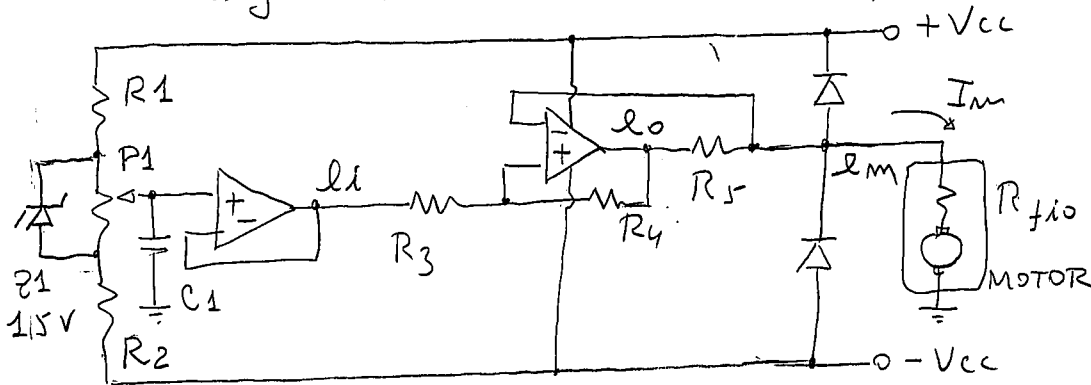 +Vcc
R1
Im
P1
eo
ei
em
R5
Rfio
R4
R3
MOTOR
Z1
C1
1,5V
R2
-Vcc